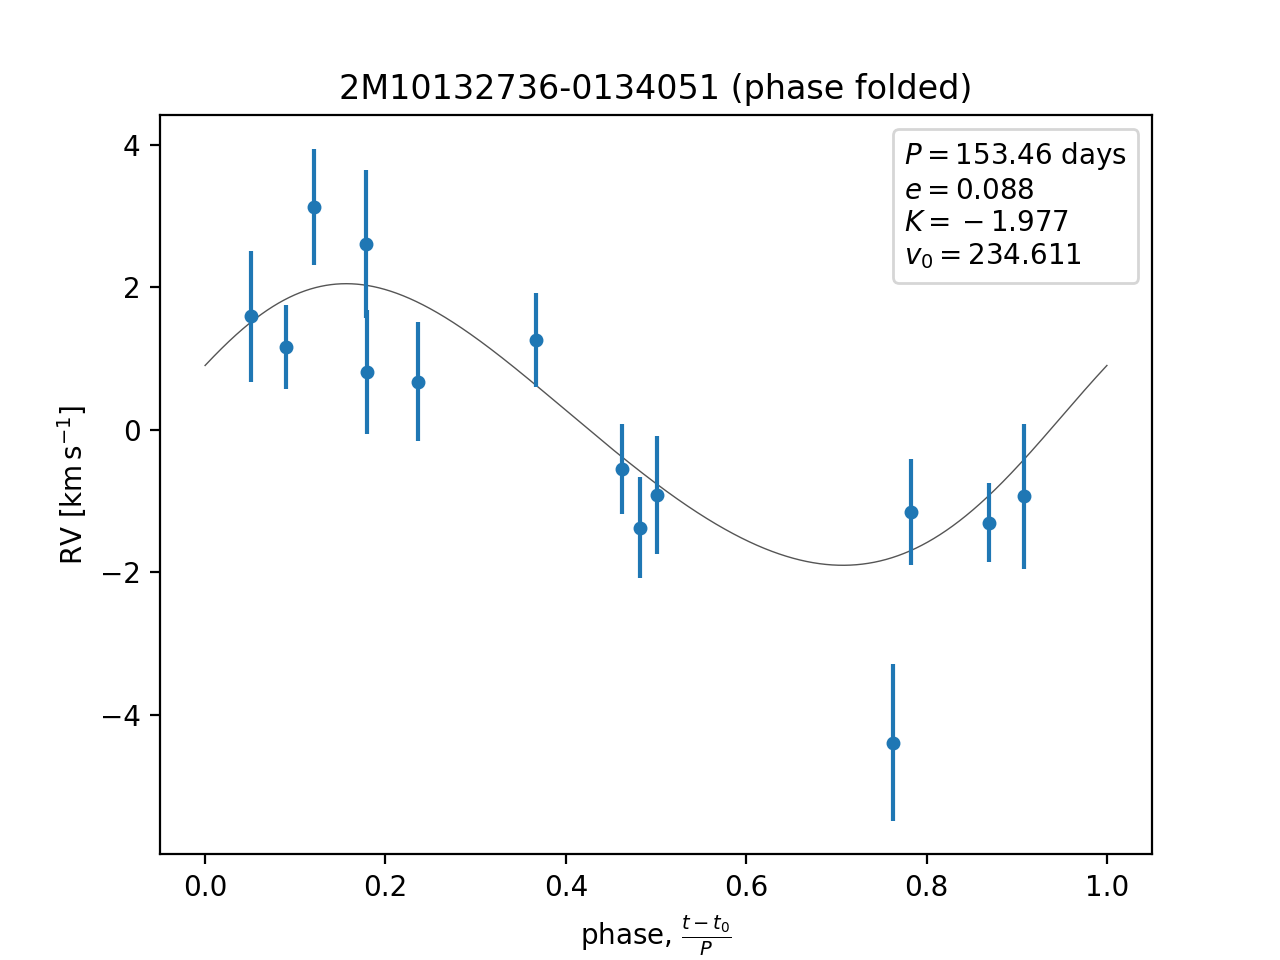 2M10132736-0134051 (phase folded)
P = 153.46 days
e = 0.088
K = −1.977
v₀ = 234.611
4
2
0
−2
−4
RV [km s⁻¹]
0.0 0.2 0.4 0.6 0.8 1.0
phase, (t − t₀)/P